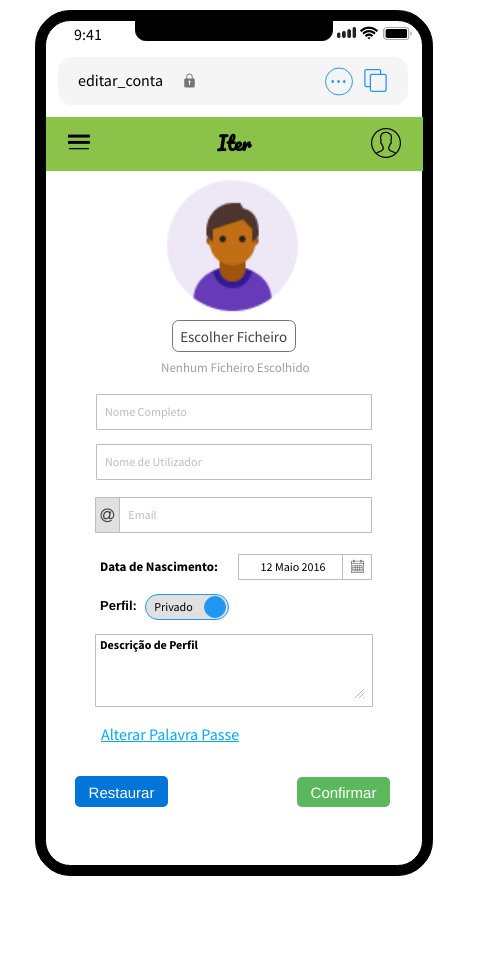 9:41
editar_conta
Iter
Escolher Ficheiro
Nenhum Ficheiro Escolhido
Nome Completo
Nome de Utilizador
@ Email
Data de Nascimento: 12 Maio 2016
Perfil: Privado
Descrição de Perfil
Alterar Palavra Passe
Restaurar Confirmar